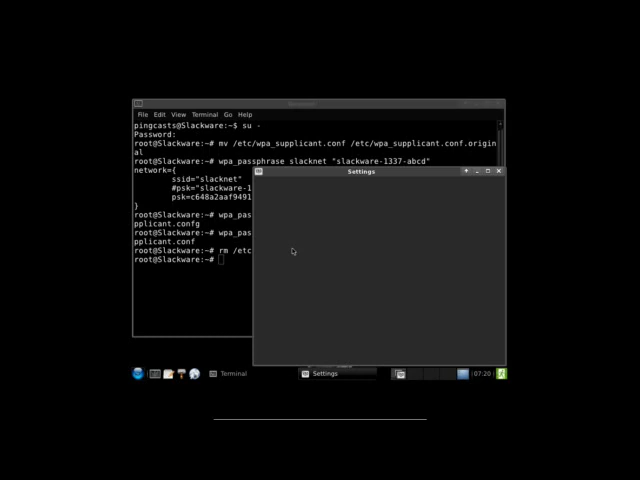 File Edit View Terminal Go Help
pingcasts@Slackware:~$ su -
Password:
root@Slackware:~# mv /etc/wpa_supplicant.conf /etc/wpa_supplicant.conf.origin
al
root@Slackware:~# wpa_passphrase slacknet "slackware-1337-abcd"
network={
ssid="slacknet"
#psk="slackware-1
psk=c648a2aaf9491
}
root@Slackware:~# wpa_pas
pplicant.confg
root@Slackware:~# wpa_pas
pplicant.conf
root@Slackware:~# rm /etc
root@Slackware:~#
Settings
Terminal
Settings
07:20